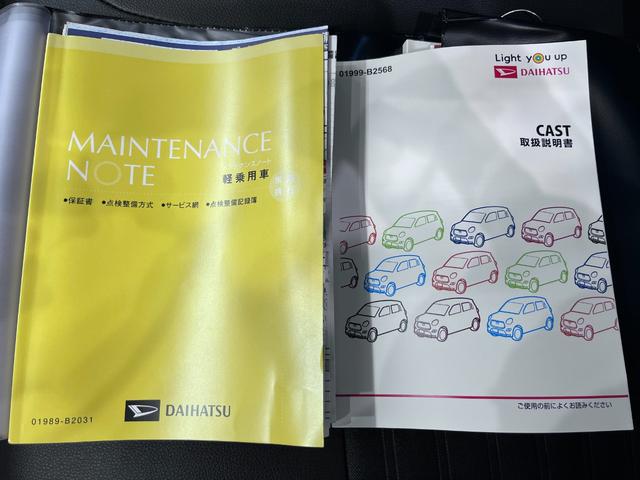 MAINTENANCE
NOTE
メンテナンスノート
軽乗用車
●保証書 ●点検整備方式 ●サービス網 ●点検整備記録簿
DAIHATSU
01989-B2031
01999-B2568
Light you up
DAIHATSU
CAST
取扱説明書
ご使用の前によくお読みください